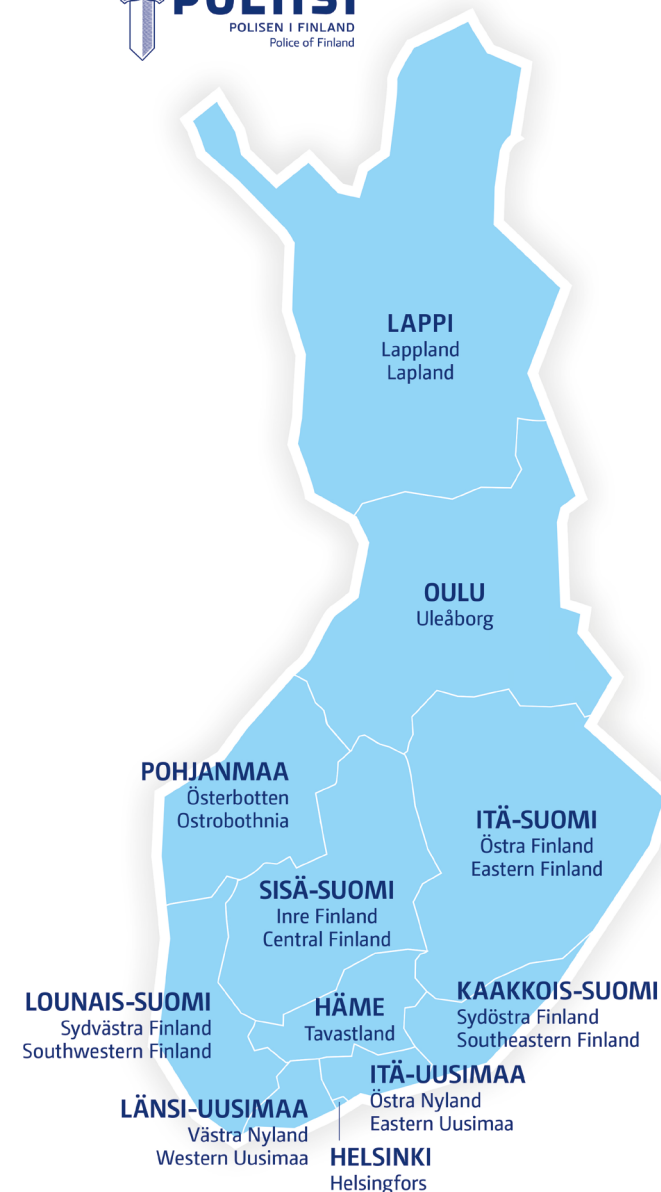 POLIISI
POLISEN I FINLAND
Police of Finland
LAPPI
Lappland
Lapland
OULU
Uleåborg
POHJANMAA
Österbotten
Ostrobothnia
ITÄ-SUOMI
Östra Finland
Eastern Finland
SISÄ-SUOMI
Inre Finland
Central Finland
LOUNAIS-SUOMI
Sydvästra Finland
Southwestern Finland
HÄME
Tavastland
KAAKKOIS-SUOMI
Sydöstra Finland
Southeastern Finland
ITÄ-UUSIMAA
Östra Nyland
Eastern Uusimaa
LÄNSI-UUSIMAA
Västra Nyland
Western Uusimaa
HELSINKI
Helsingfors